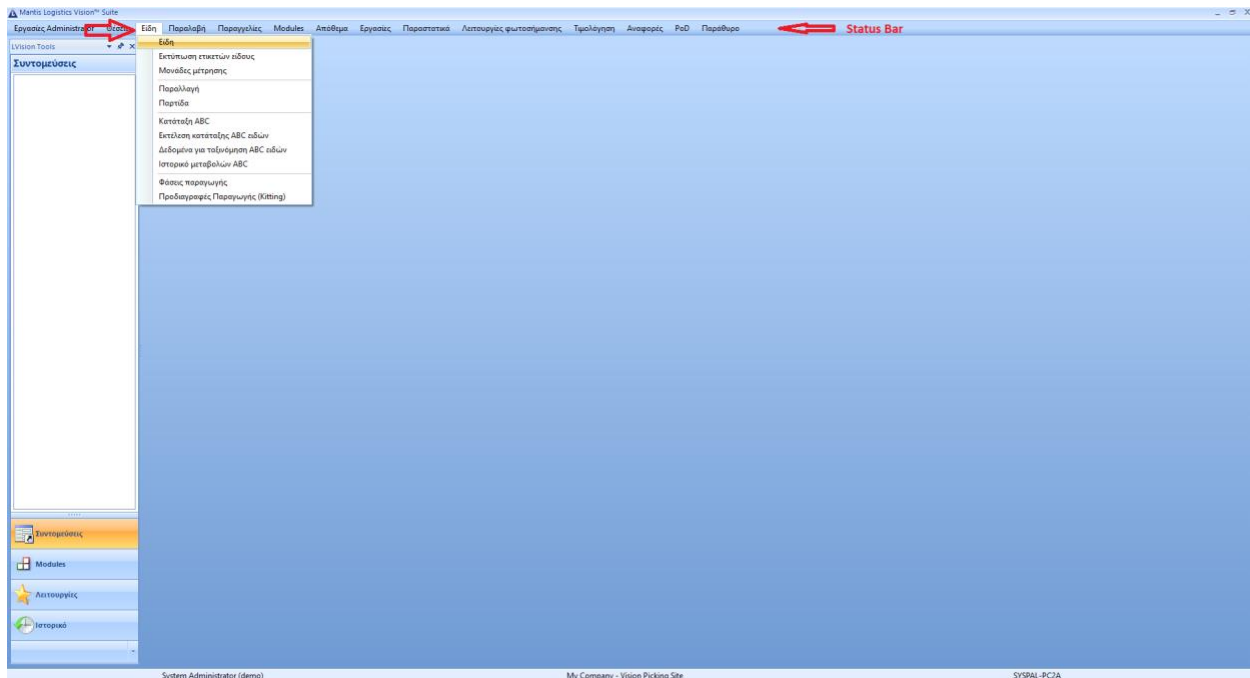 Mantis Logistics Vision™ Suite
Εργασίες Administrator Θέσεις Είδη Παραλαβή Παραγγελίες Modules Απόθεμα Εργασίες Παραστατικά Λειτουργίες φωτοσήμανσης Τιμολόγηση Αναφορές PoD Παράθυρο Status Bar
LVision Tools
Συντομεύσεις
Είδη
Εκτύπωση ετικετών είδους
Μονάδες μέτρησης
Παραλλαγή
Παρτίδα
Κατάταξη ABC
Εκτέλεση κατάταξης ABC ειδών
Δεδομένα για ταξινόμηση ABC ειδών
Ιστορικό μεταβολών ABC
Φάσεις παραγωγής
Προδιαγραφές Παραγωγής (Kitting)
Συντομεύσεις
Modules
Λειτουργίες
Ιστορικό
System Administrator (demo) My Company - Vision Picking Site SYSPAL-PC2A